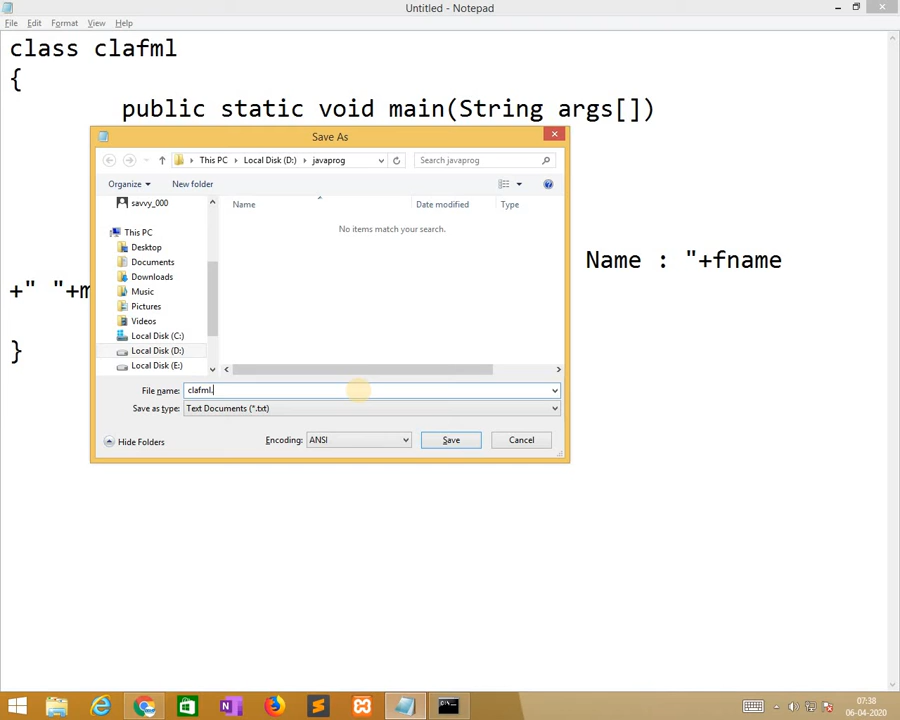 Untitled - Notepad
File Edit Format View Help
class clafml
{
public static void main(String args[])
Save As
This PC Local Disk (D:) javaprog
Search javaprog
Organize New folder
savvy_000
Name Date modified Type
No items match your search.
This PC
Desktop
Documents
Downloads
Music
Pictures
Videos
Local Disk (C:)
Local Disk (D:)
Local Disk (E:)
Name : "+fname
+" "+m
}
File name: clafml.
Save as type: Text Documents (*.txt)
Hide Folders
Encoding: ANSI
Save
Cancel
07:38
06-04-2020